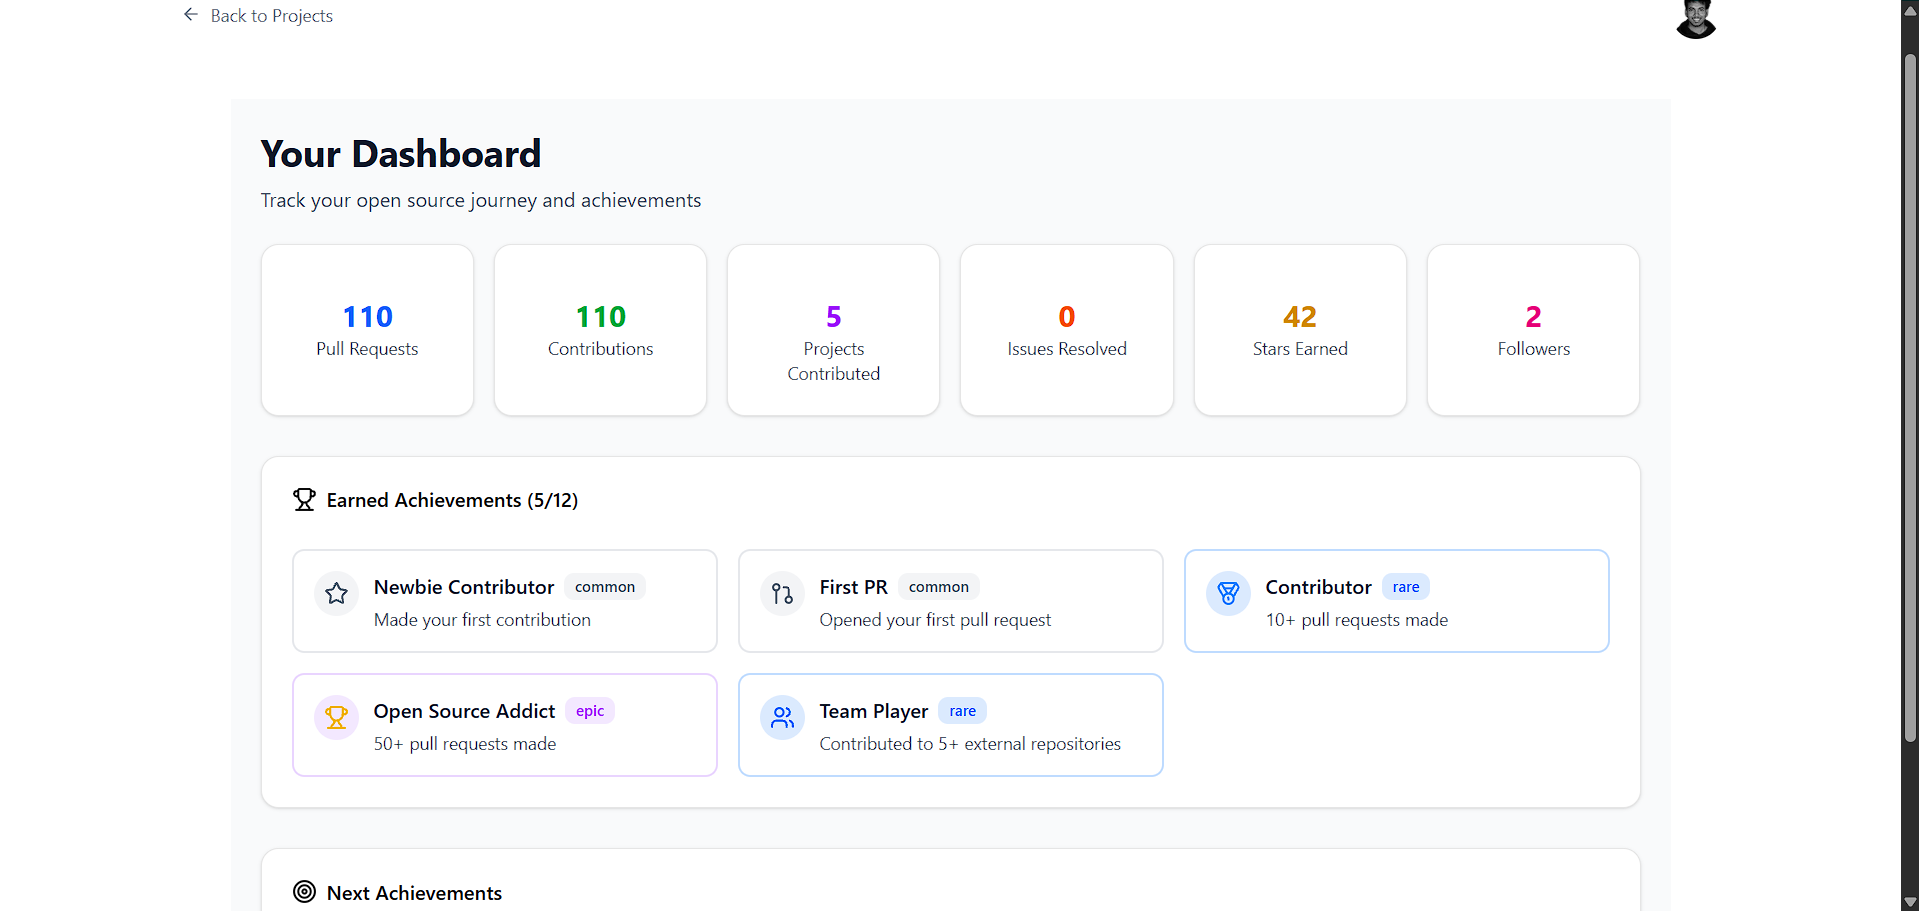 Back to Projects
Your Dashboard
Track your open source journey and achievements
110
Pull Requests
110
Contributions
5
Projects
Contributed
0
Issues Resolved
42
Stars Earned
2
Followers
Earned Achievements (5/12)
Newbie Contributor common
Made your first contribution
First PR common
Opened your first pull request
Contributor rare
10+ pull requests made
Open Source Addict epic
50+ pull requests made
Team Player rare
Contributed to 5+ external repositories
Next Achievements